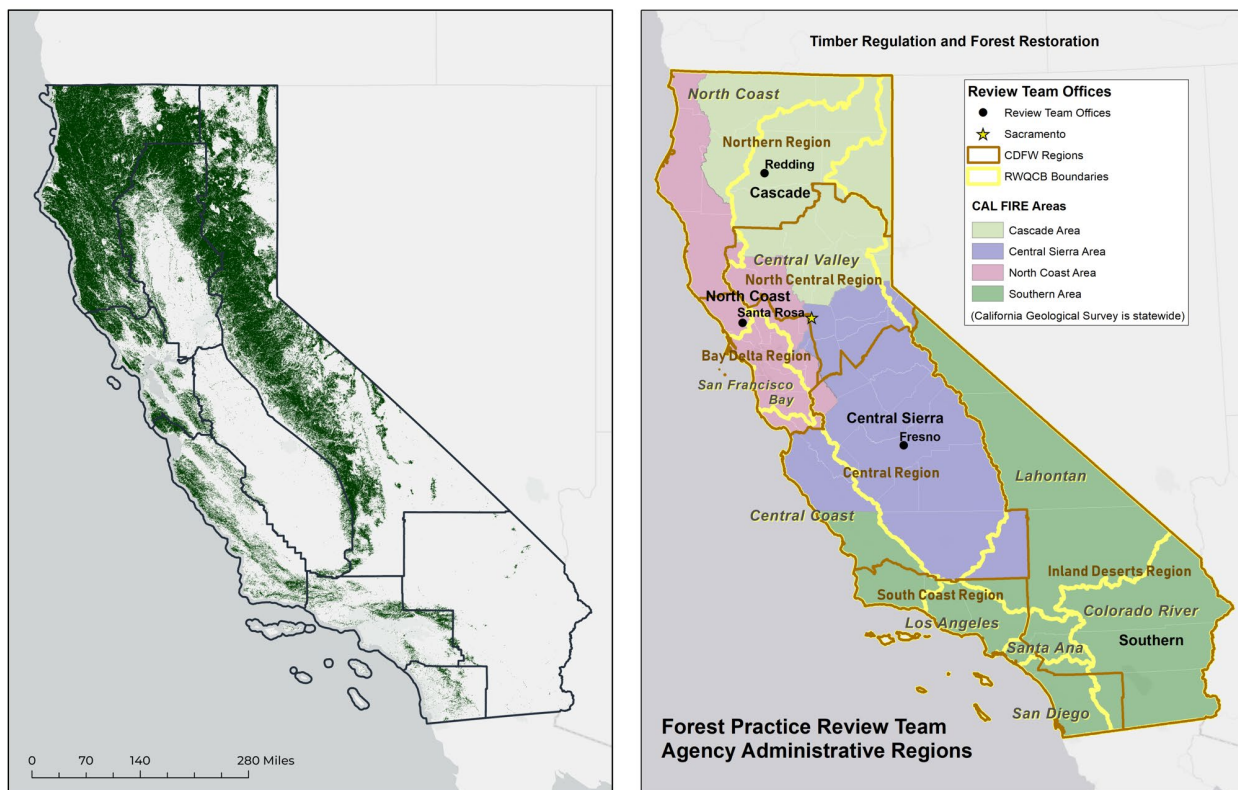 0 70 140 280 Miles
Timber Regulation and Forest Restoration
Review Team Offices
Review Team Offices
Sacramento
CDFW Regions
RWQCB Boundaries
CAL FIRE Areas
Cascade Area
Central Sierra Area
North Coast Area
Southern Area
(California Geological Survey is statewide)
North Coast
Northern Region
Redding
Cascade
Central Valley
North Central Region
North Coast
Santa Rosa
Bay Delta Region
San Francisco
Bay
Central Sierra
Fresno
Central Region
Lahontan
Central Coast
Inland Deserts Region
South Coast Region
Colorado River
Los Angeles
Southern
Santa Ana
San Diego
Forest Practice Review Team
Agency Administrative Regions